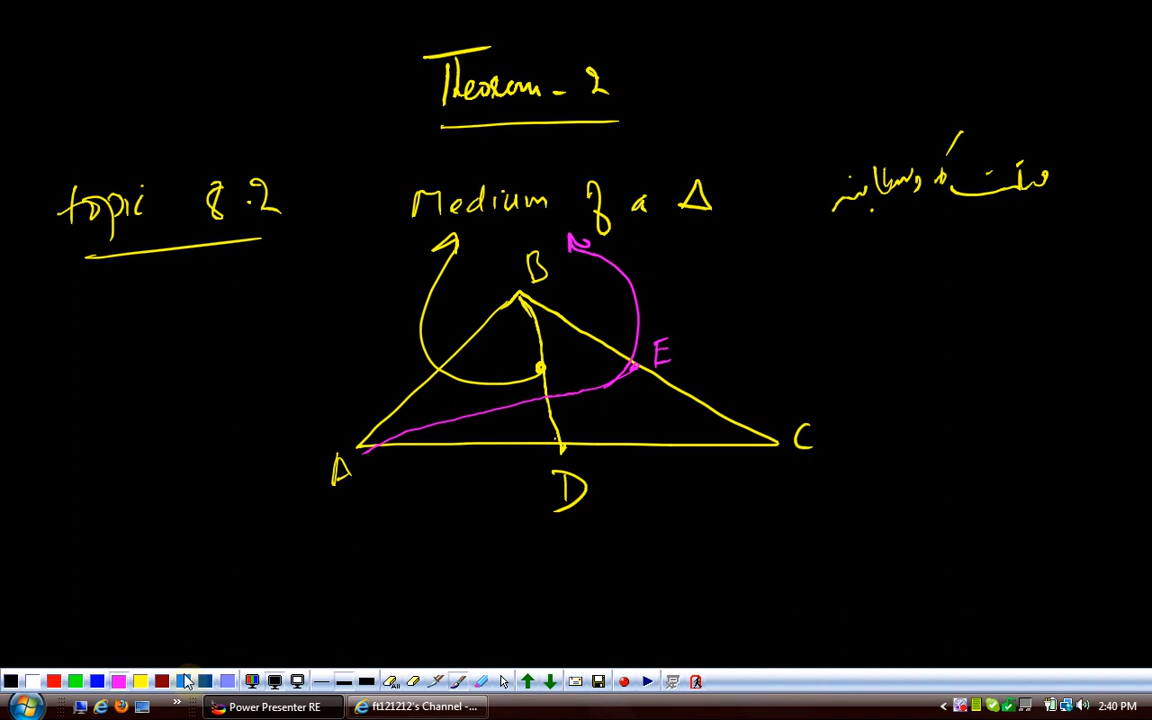 Theorem - 2
topic 8.2
Medium of a Δ
B
E
A
C
D
Power Presenter RE
ft121212's Channel - ...
2:40 PM